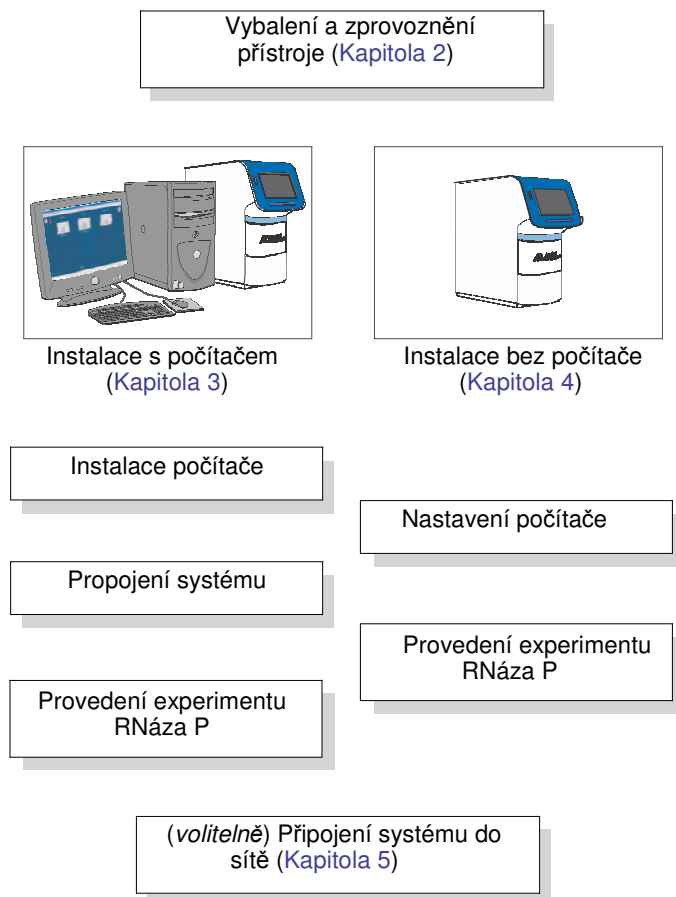 Vybalení a zprovoznění
přístroje (Kapitola 2)
Instalace s počítačem
(Kapitola 3)
Instalace bez počítače
(Kapitola 4)
Instalace počítače
Propojení systému
Provedení experimentu
RNáza P
Nastavení počítače
Provedení experimentu
RNáza P
(volitelně) Připojení systému do
sítě (Kapitola 5)